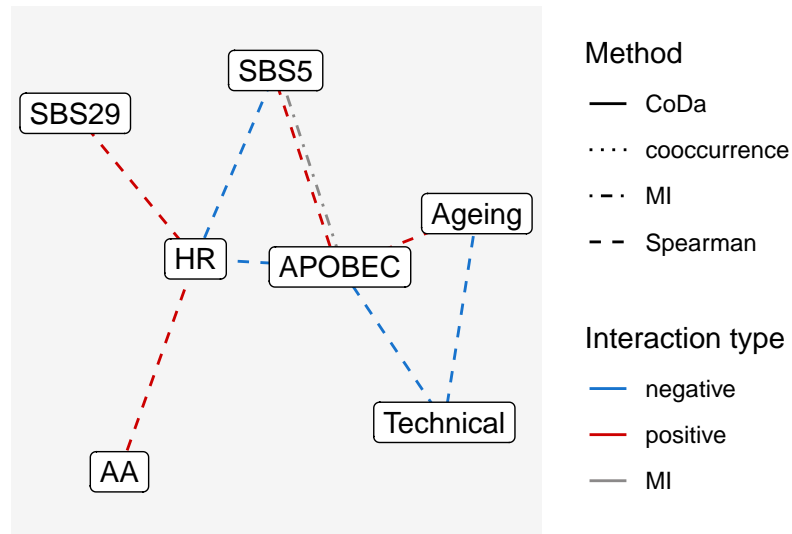 SBS5
SBS29
Ageing
HR
APOBEC
Technical
AA
Method
CoDa
cooccurrence
MI
Spearman
Interaction type
negative
positive
MI